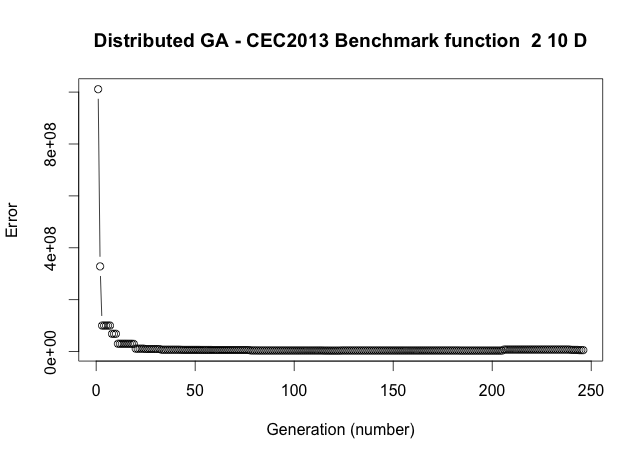 Distributed GA - CEC2013 Benchmark function  2 10 D
Error
8e+08
4e+08
0e+00
0 50 100 150 200 250
Generation (number)